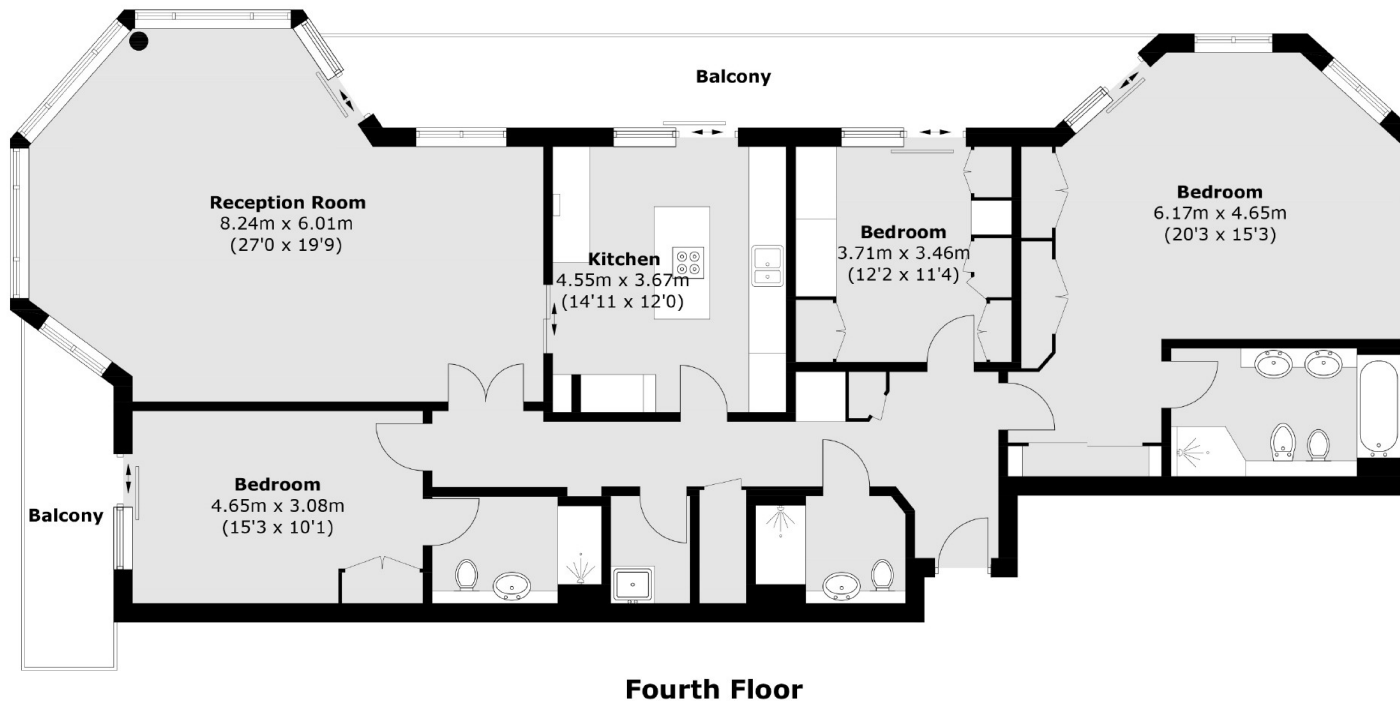 Balcony
Reception Room
8.24m x 6.01m
(27'0 x 19'9)
Kitchen
4.55m x 3.67m
(14'11 x 12'0)
Bedroom
3.71m x 3.46m
(12'2 x 11'4)
Bedroom
6.17m x 4.65m
(20'3 x 15'3)
Bedroom
4.65m x 3.08m
(15'3 x 10'1)
Balcony
Fourth Floor